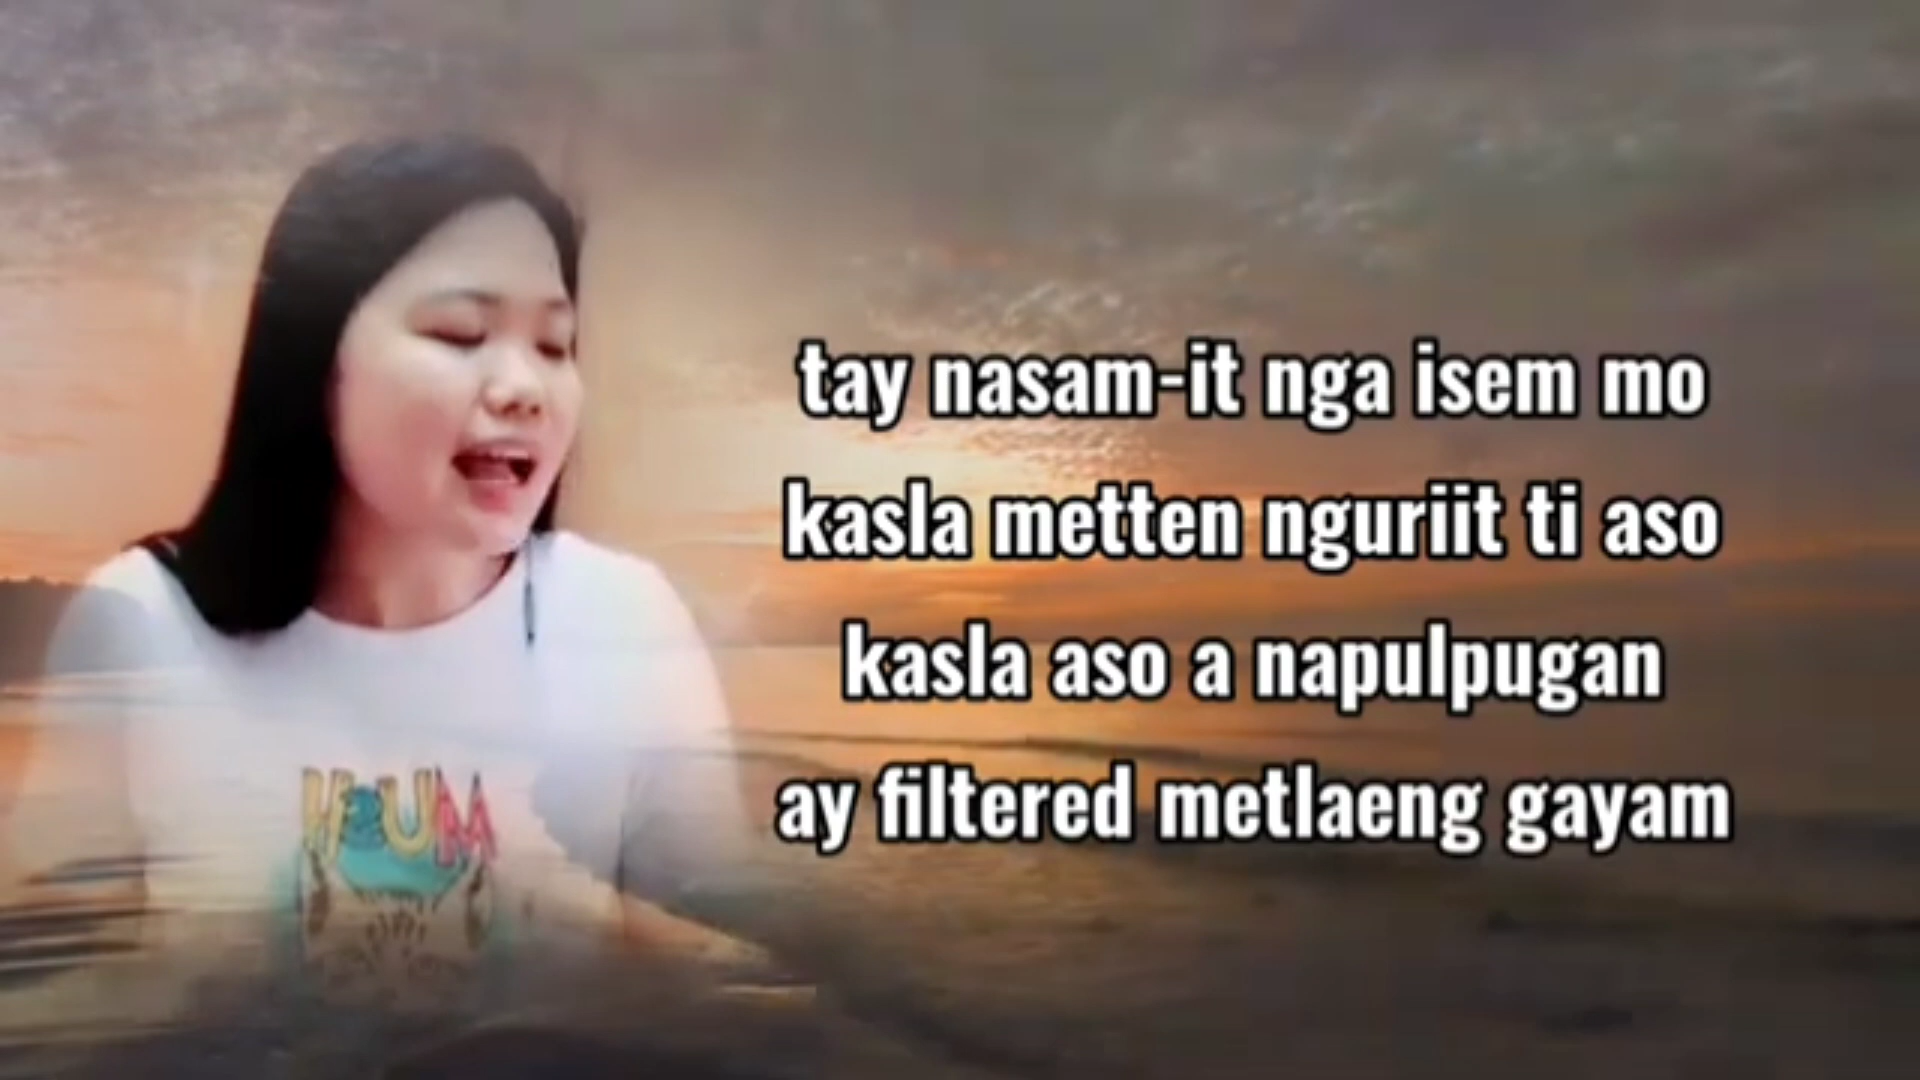 tay nasam-it nga isem mo
kasla metten nguriit ti aso
kasla aso a napulpugan
ay filtered metlaeng gayam